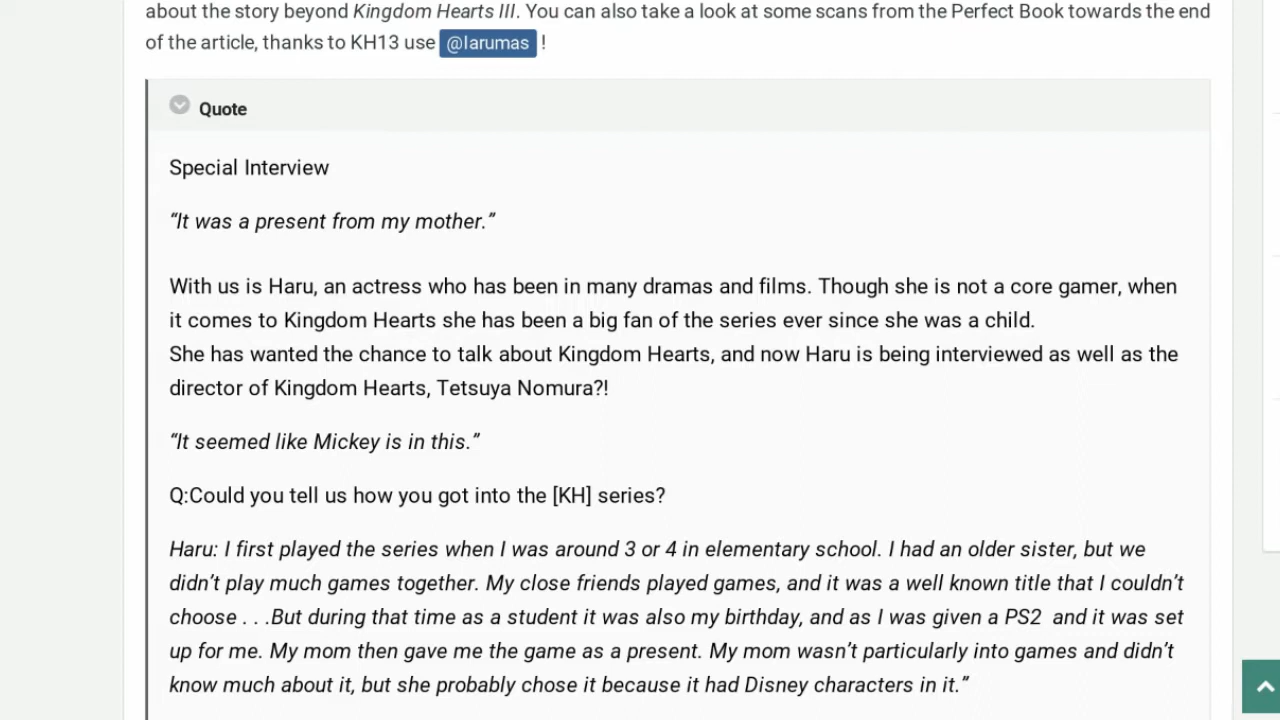 about the story beyond Kingdom Hearts III. You can also take a look at some scans from the Perfect Book towards the end
of the article, thanks to KH13 use @larumas !
Quote
Special Interview
“It was a present from my mother.”
With us is Haru, an actress who has been in many dramas and films. Though she is not a core gamer, when
it comes to Kingdom Hearts she has been a big fan of the series ever since she was a child.
She has wanted the chance to talk about Kingdom Hearts, and now Haru is being interviewed as well as the
director of Kingdom Hearts, Tetsuya Nomura?!
“It seemed like Mickey is in this.”
Q:Could you tell us how you got into the [KH] series?
Haru: I first played the series when I was around 3 or 4 in elementary school. I had an older sister, but we
didn’t play much games together. My close friends played games, and it was a well known title that I couldn’t
choose . . .But during that time as a student it was also my birthday, and as I was given a PS2 and it was set
up for me. My mom then gave me the game as a present. My mom wasn’t particularly into games and didn’t
know much about it, but she probably chose it because it had Disney characters in it.”